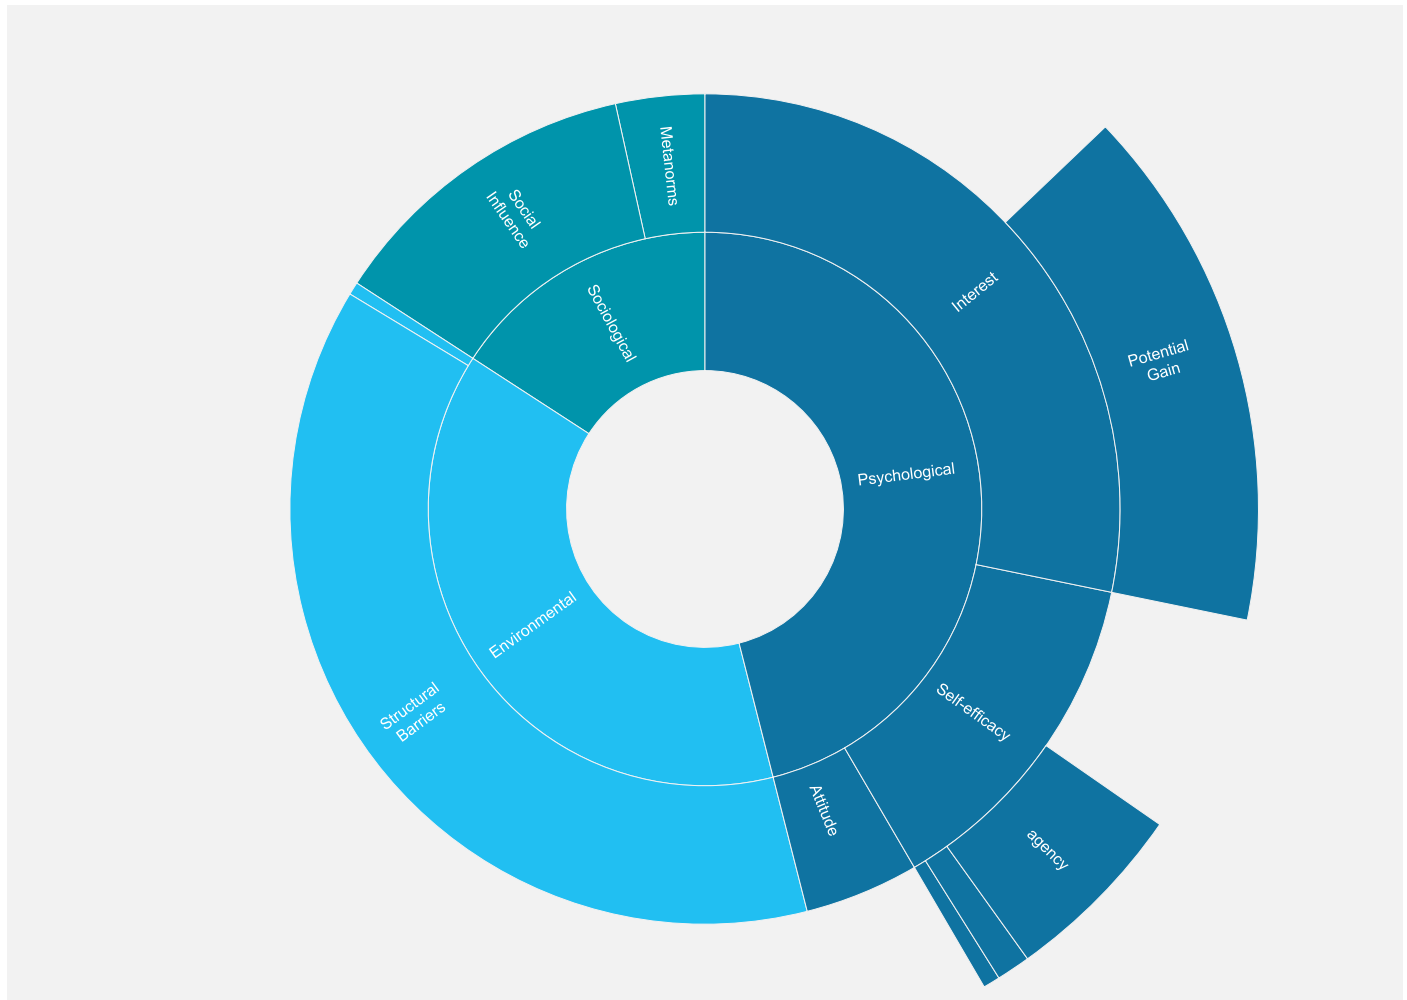 Metanorms
Social
Influence
Sociological
Interest
Potential
Gain
Psychological
Environmental
Structural
Barriers
Self-efficacy
Attitude
agency